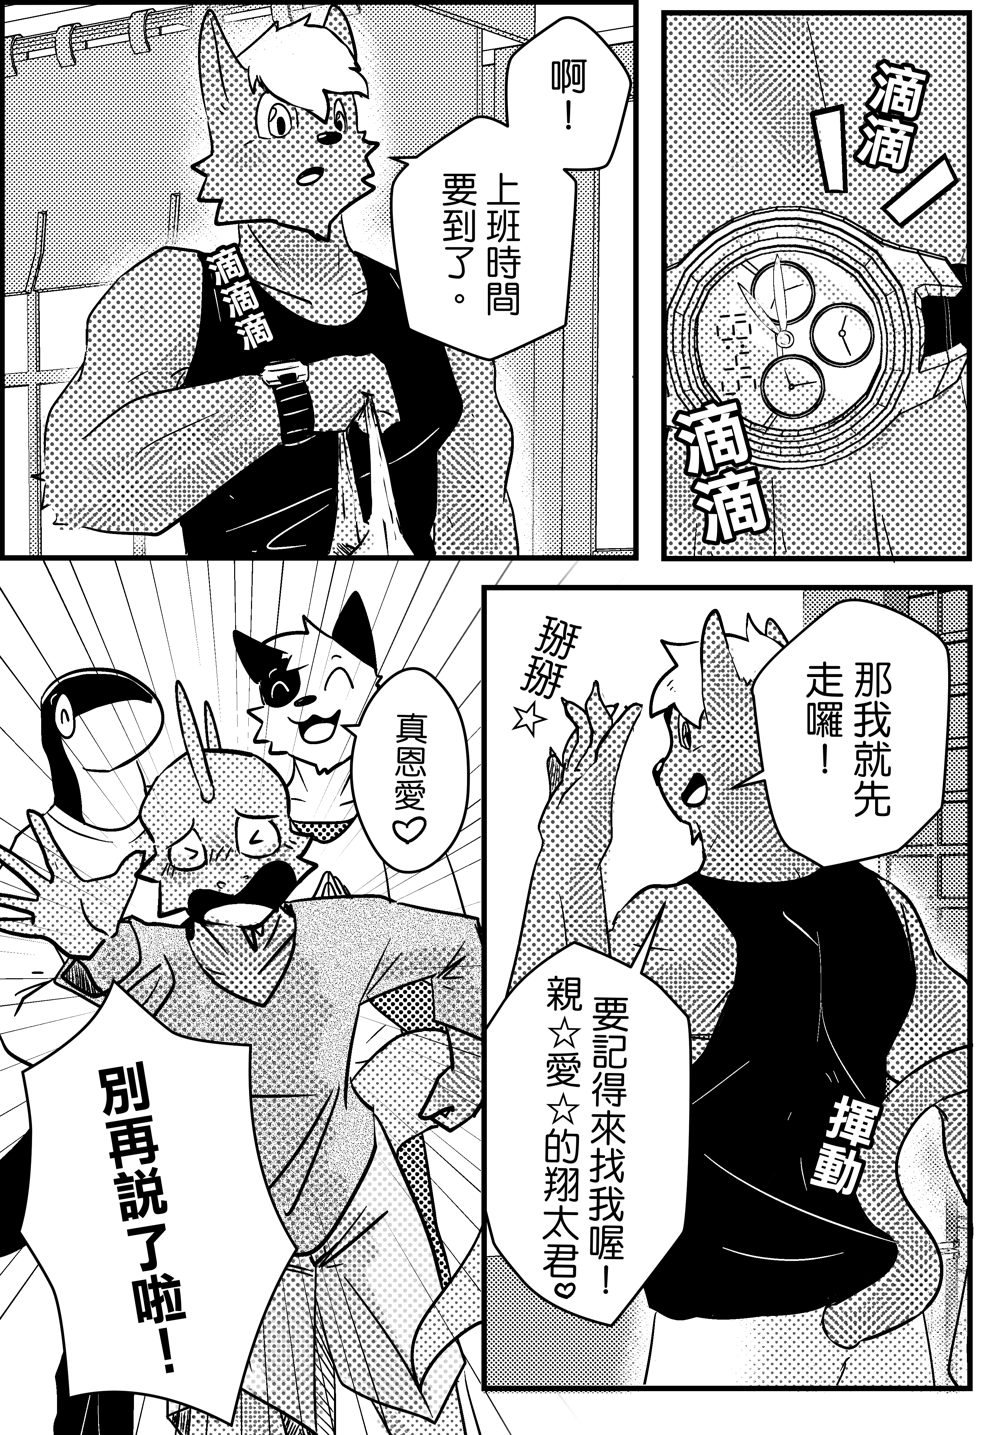 滴滴
滴滴
啊！
上班時間
要到了。
滴滴滴
那我就先
走囉！
掰掰☆
要記得來找我喔！
親☆愛☆的翔太君♡
揮動
真恩愛♡
別再說了啦！